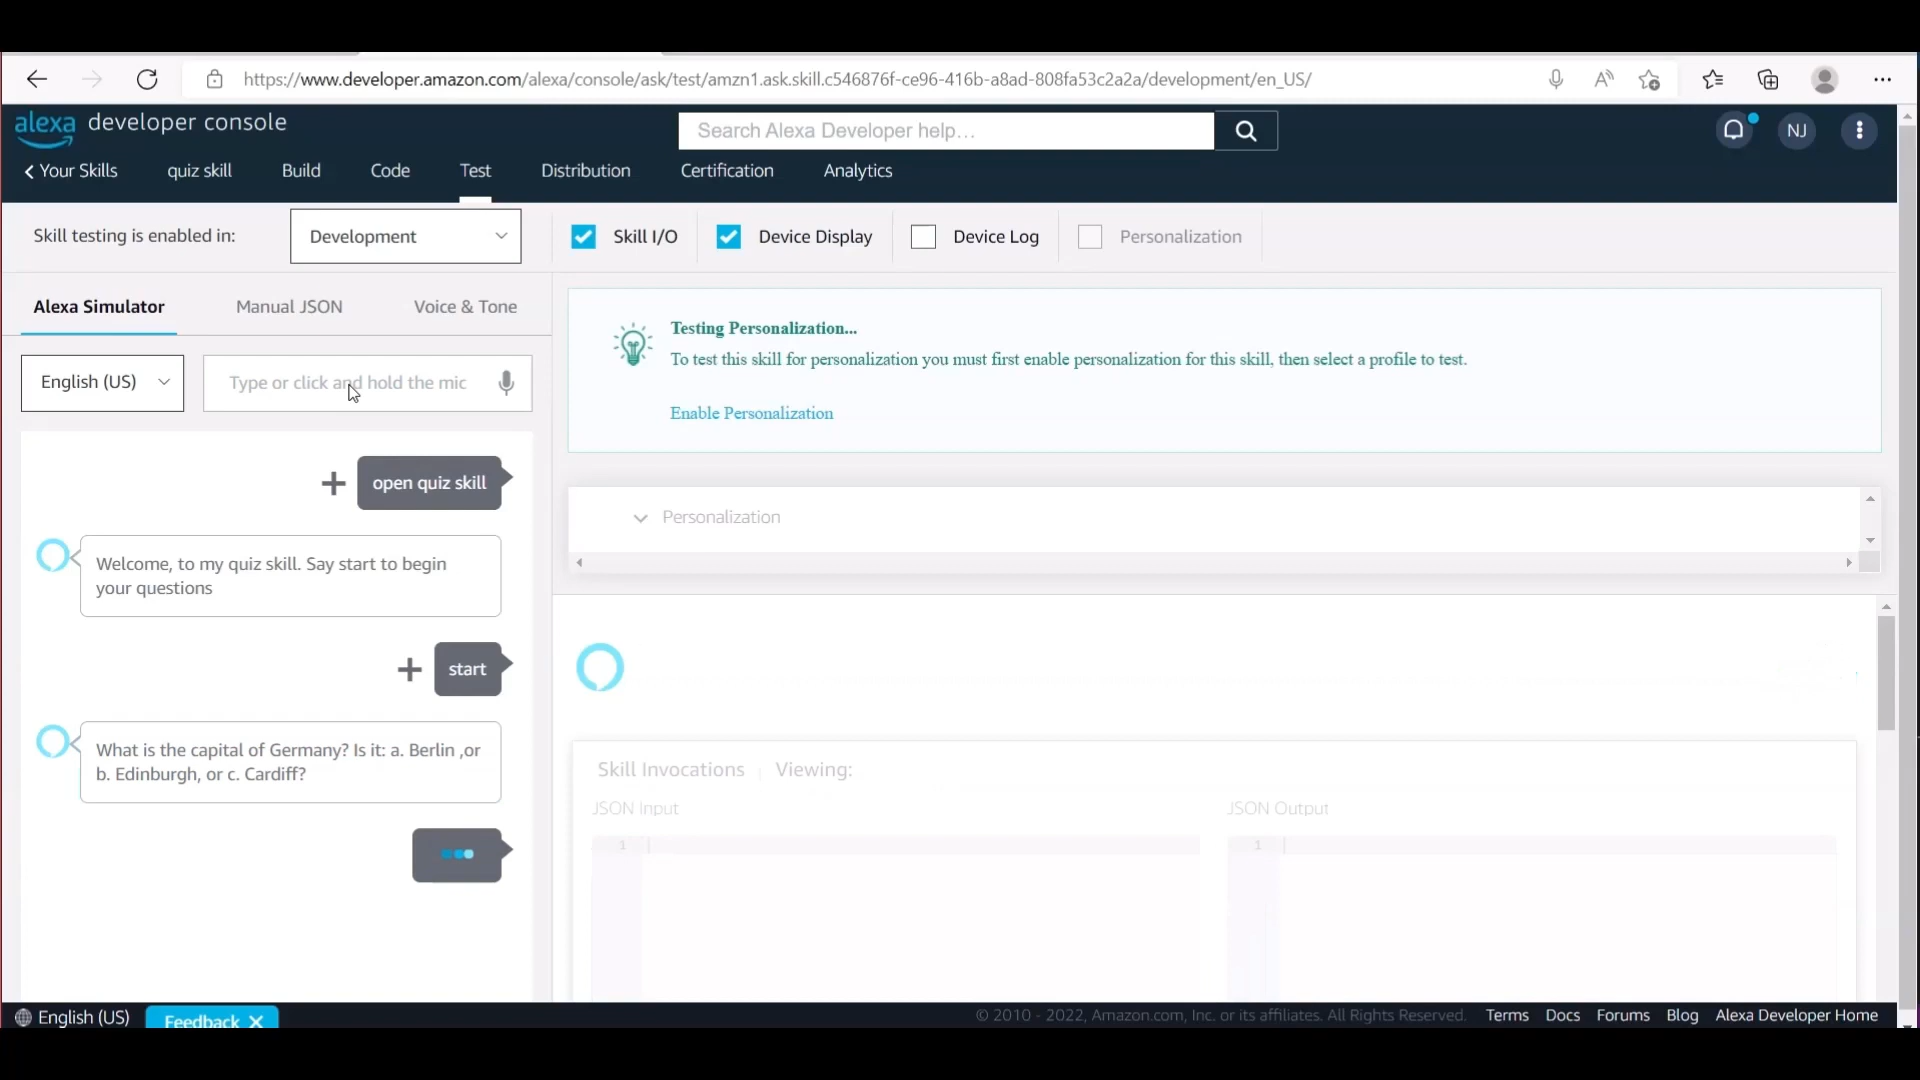 https://www.developer.amazon.com/alexa/console/ask/test/amzn1.ask.skill.c546876f-ce96-416b-a8ad-808fa53c2a2a/development/en_US/
alexa developer console
Search Alexa Developer help...
NJ
Your Skills quiz skill Build Code Test Distribution Certification Analytics
Skill testing is enabled in: Development Skill I/O Device Display Device Log Personalization
Alexa Simulator Manual JSON Voice & Tone
English (US) Type or click and hold the mic
Testing Personalization...
To test this skill for personalization you must first enable personalization for this skill, then select a profile to test.
Enable Personalization
open quiz skill
Personalization
Welcome, to my quiz skill. Say start to begin
your questions
start
What is the capital of Germany? Is it: a. Berlin ,or
b. Edinburgh, or c. Cardiff?
Skill Invocations | Viewing:
JSON Input JSON Output
1 1
English (US) Feedback
© 2010 - 2022, Amazon.com, Inc. or its affiliates. All Rights Reserved. Terms Docs Forums Blog Alexa Developer Home